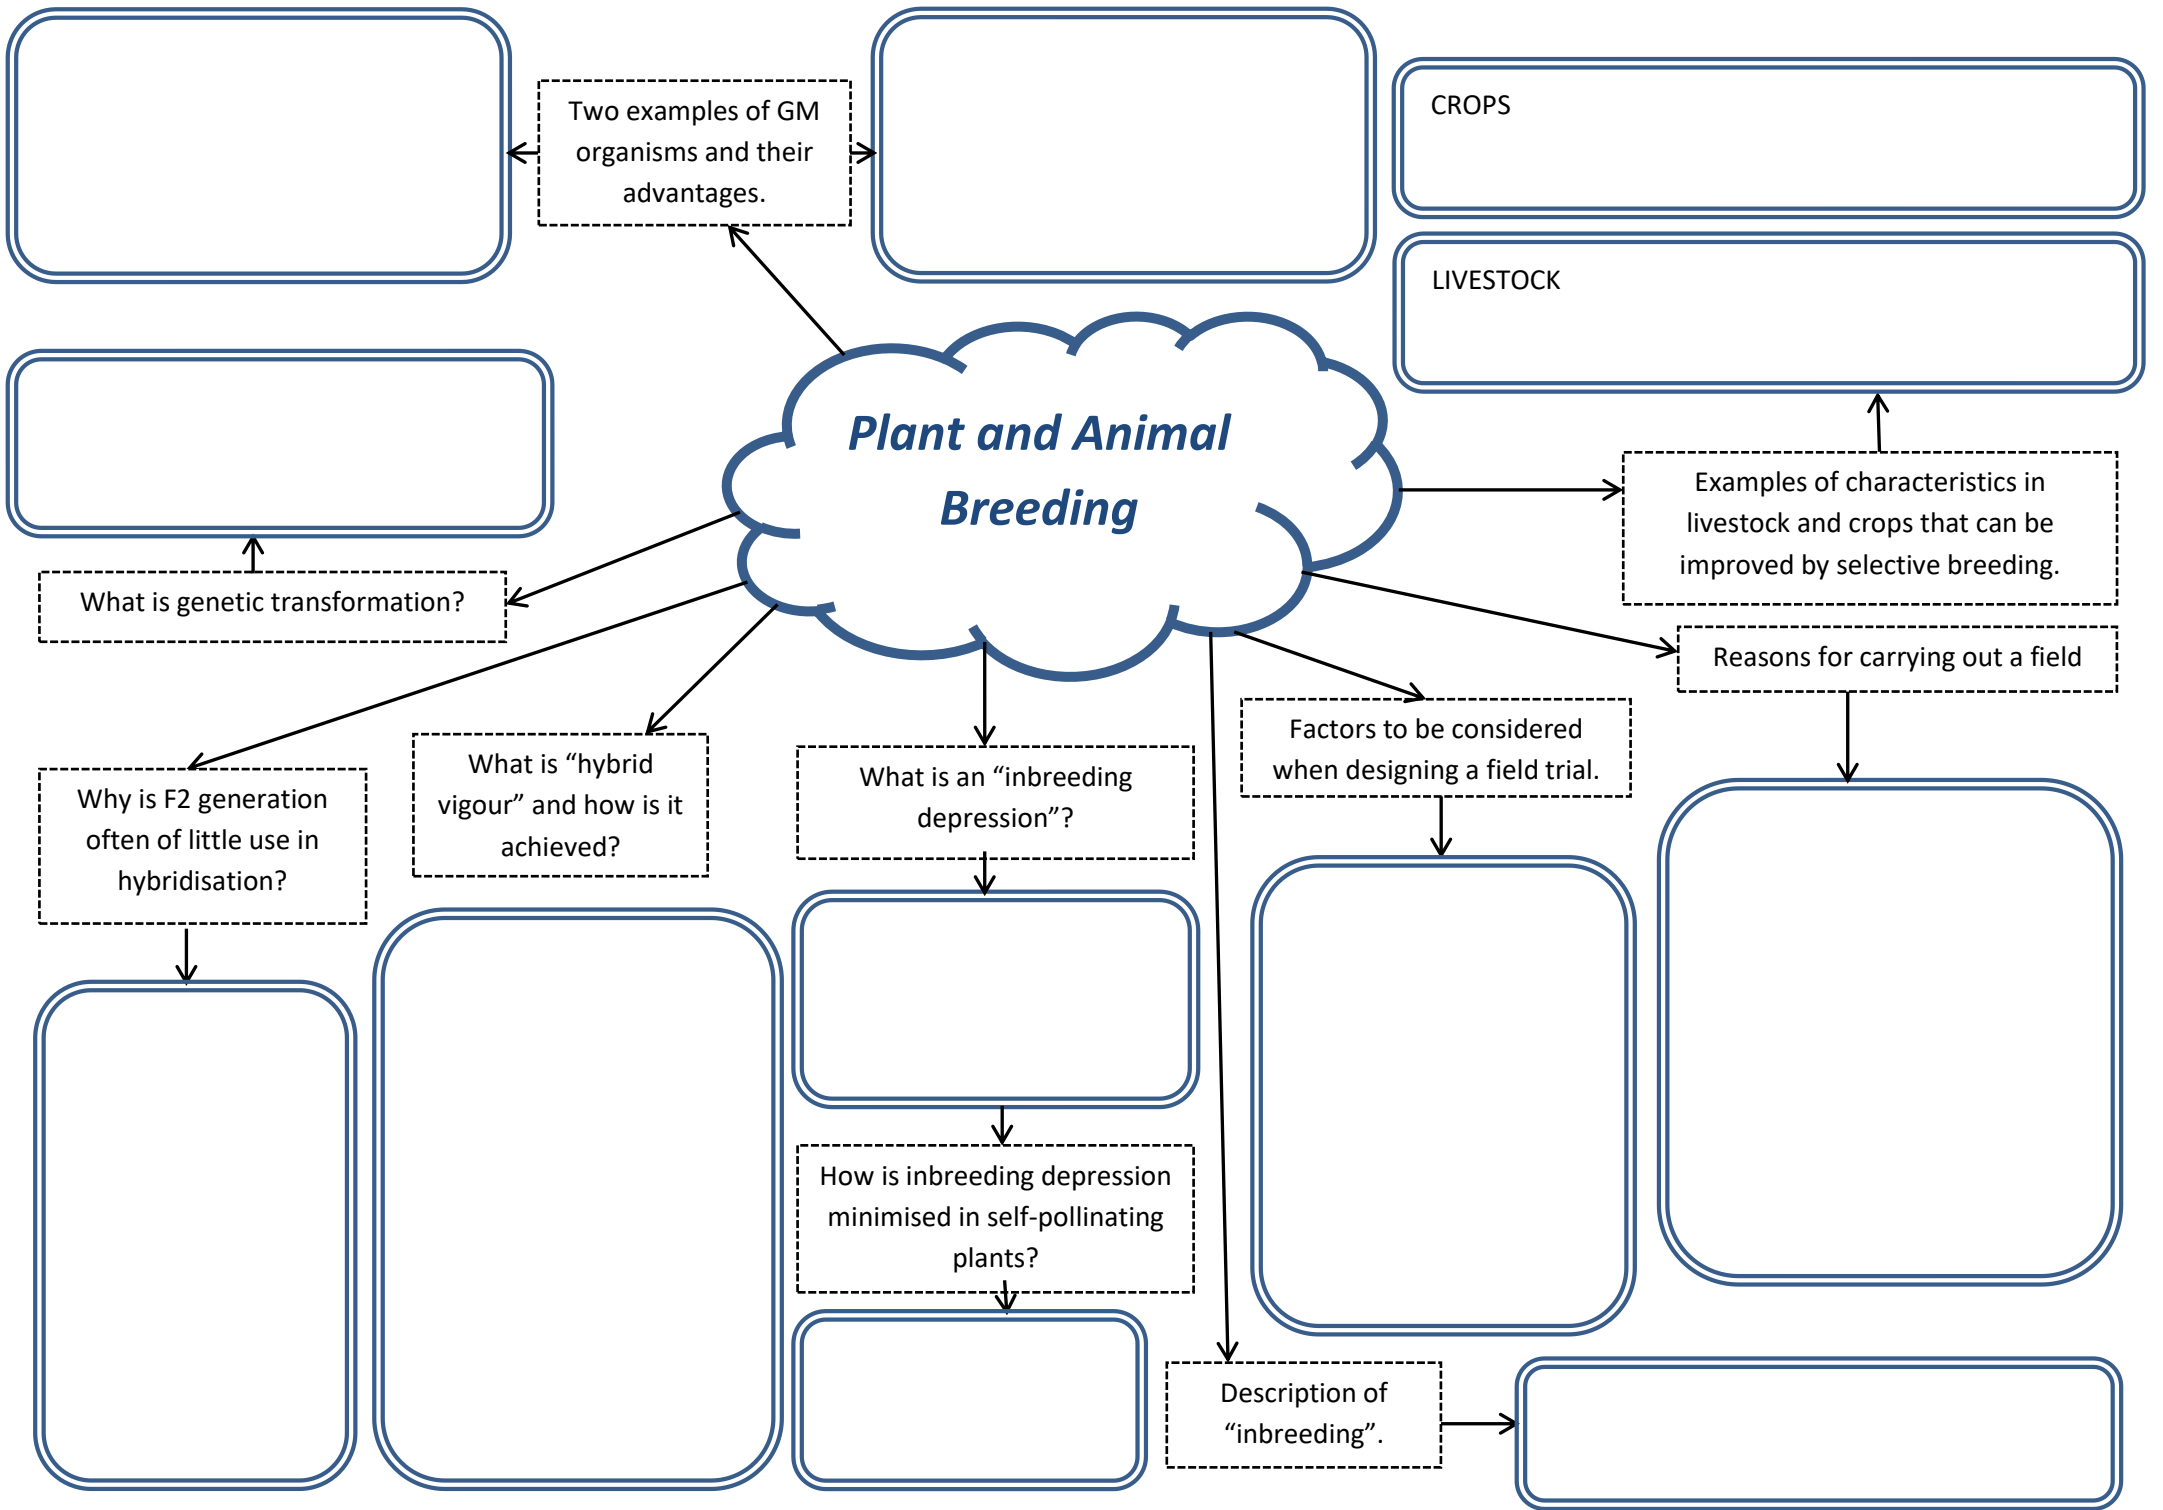 Two examples of GM
organisms and their
advantages.
CROPS
LIVESTOCK
Plant and Animal
Breeding
Examples of characteristics in
livestock and crops that can be
improved by selective breeding.
What is genetic transformation?
Reasons for carrying out a field
Factors to be considered
when designing a field trial.
What is “hybrid
vigour” and how is it
achieved?
What is an “inbreeding
depression”?
Why is F2 generation
often of little use in
hybridisation?
How is inbreeding depression
minimised in self-pollinating
plants?
Description of
“inbreeding”.